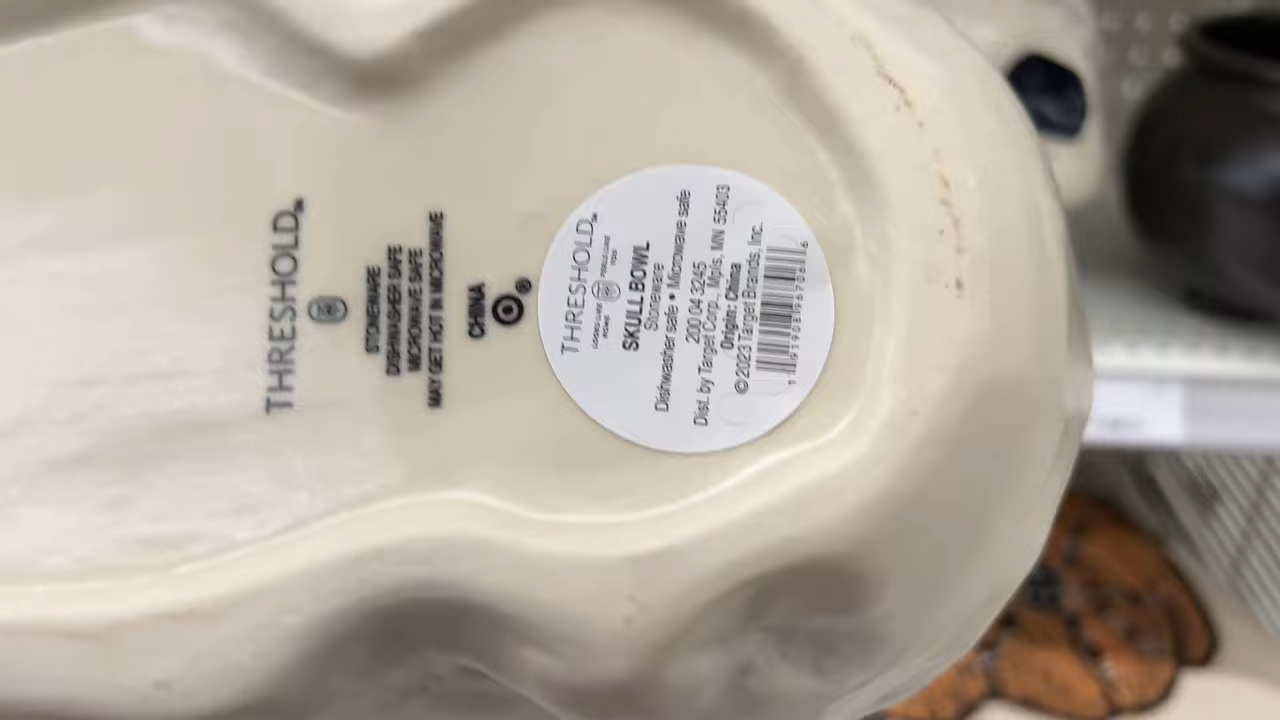 THRESHOLD
STONEWARE
DISHWASHER SAFE
MICROWAVE SAFE
MAY GET HOT IN MICROWAVE
CHINA
®
THRESHOLD
SKULL BOWL
Stoneware
Dishwasher safe • Microwave safe
200 04 3245
Dist. by Target Corp., Mpls, MN 55403
Origin: China
©2023 Target Brands, Inc.